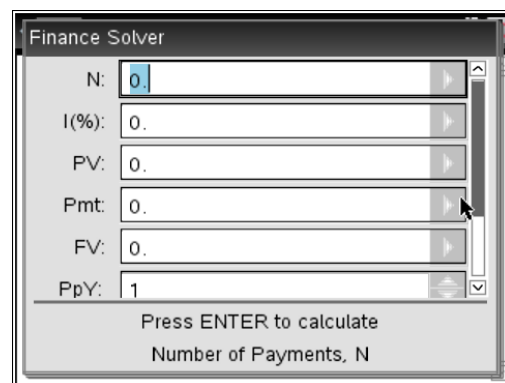 Finance Solver
N: 0.
I(%): 0.
PV: 0.
Pmt: 0.
FV: 0.
PpY: 1
Press ENTER to calculate
Number of Payments, N